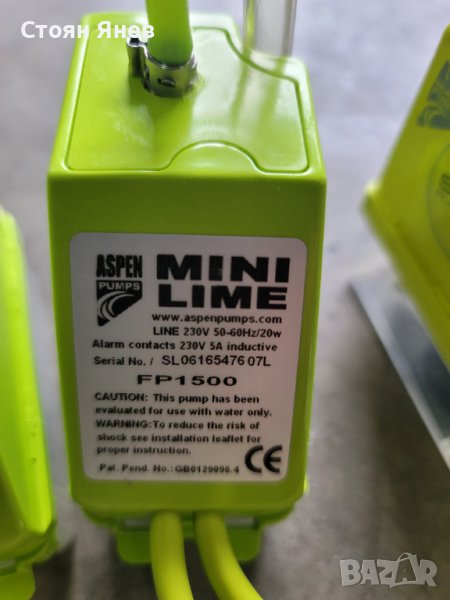 Стоян Янев
ASPEN PUMPS
MINI LIME
www.aspenpumps.com
LINE 230V 50-60Hz/20w
Alarm contacts 230V 5A inductive
Serial No. / SL0616547607L
FP1500
CAUTION: This pump has been
evaluated for use with water only.
WARNING:To reduce the risk of
shock see installation leaflet for
proper instruction.
Pat. Pend. No.:GB0129096.4
CE
BAZAR